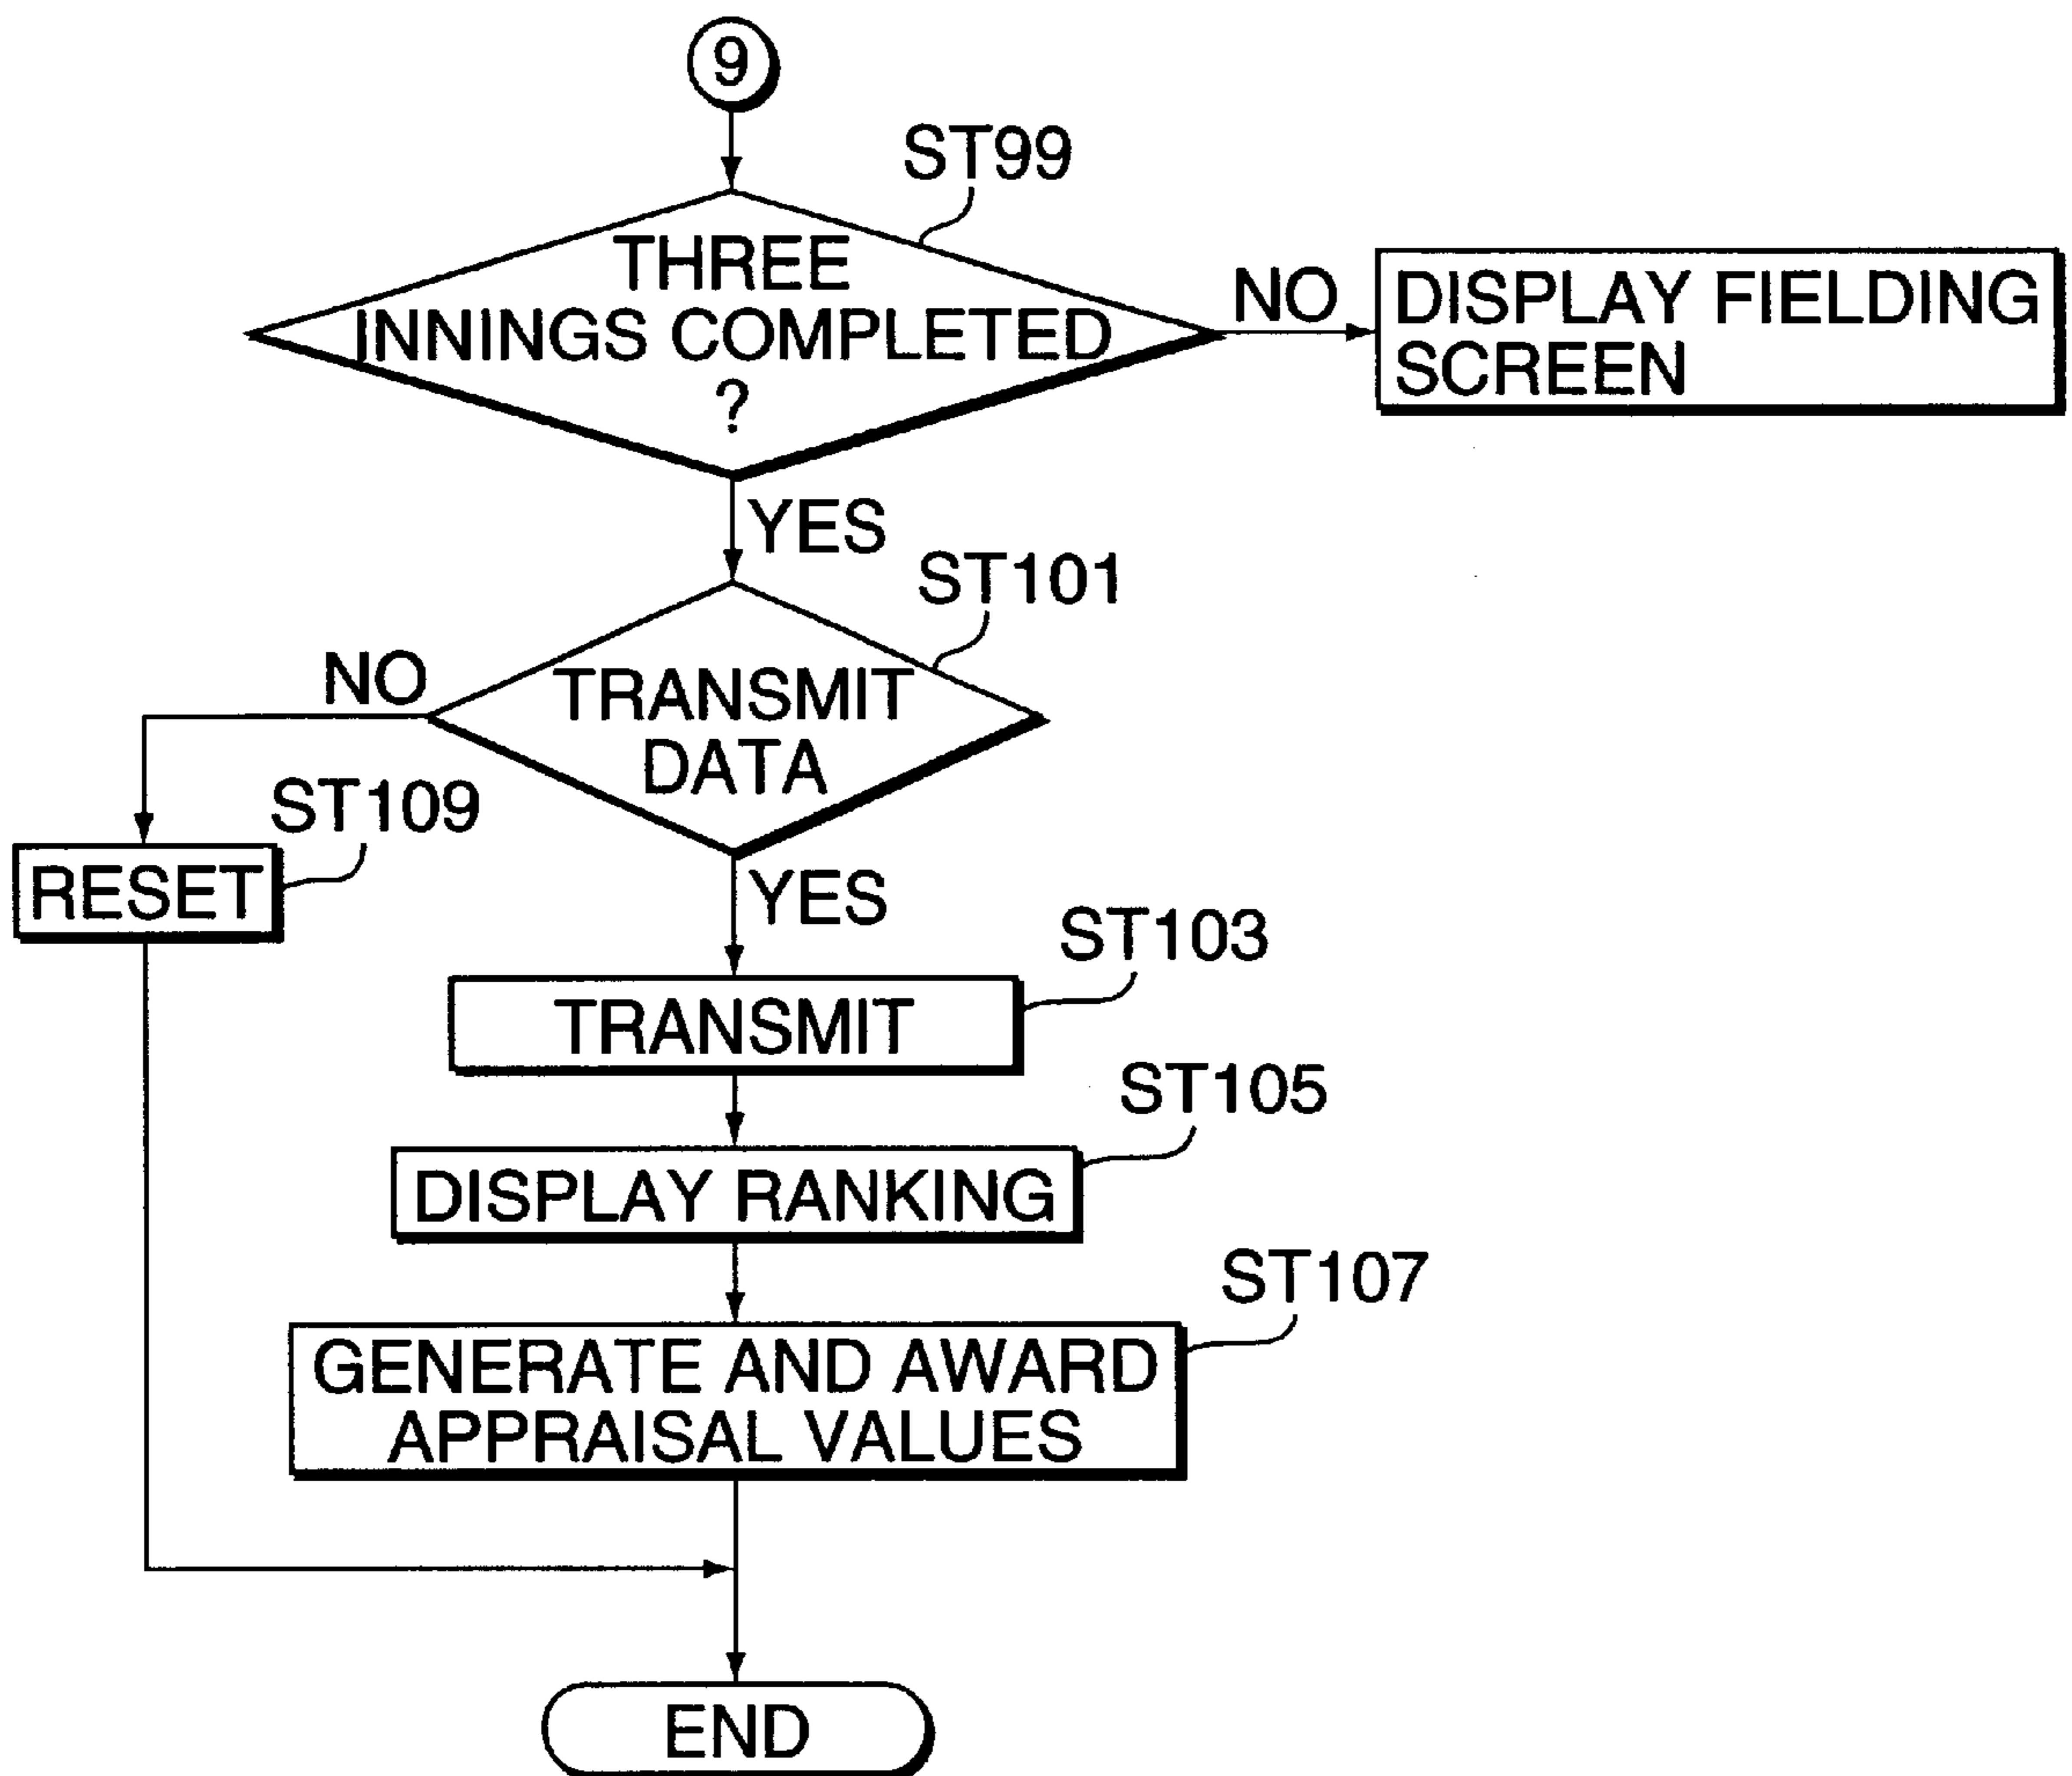 9
ST99
THREE
INNINGS COMPLETED
?
NO
DISPLAY FIELDING
SCREEN
YES
ST101
NO
TRANSMIT
DATA
ST109
RESET
YES
ST103
TRANSMIT
ST105
DISPLAY RANKING
ST107
GENERATE AND AWARD
APPRAISAL VALUES
END